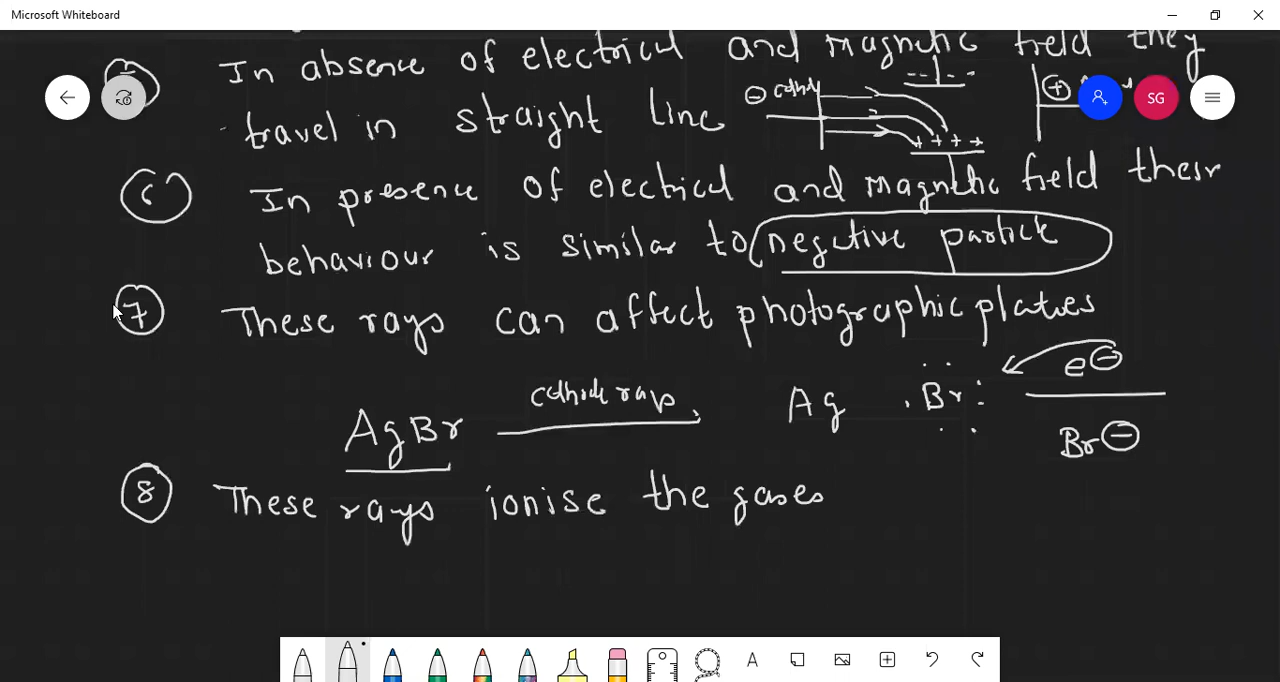 Microsoft Whiteboard
In absence of electrical and magnetic field they
travel in straight line
⊖ cathode
- - - -
+ + + +
⊕
SG
6 In presence of electrical and magnetic field their
behaviour is similar to negative particle
7 These rays can affect photographic plates
AgBr cathode rays Ag Br e⊖
Br⊖
8 These rays ionise the gases
A